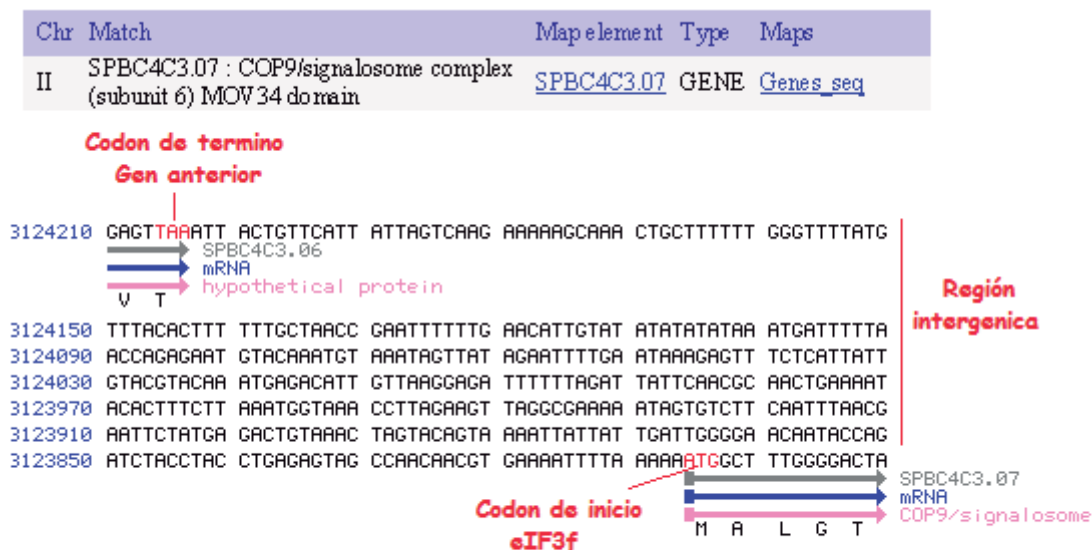 Chr Match Map element Type Maps
II SPBC4C3.07 : COP9/signalosome complex (subunit 6) MOV34 domain SPBC4C3.07 GENE Genes_seq
Codon de termino
Gen anterior
3124210 GAGTTAAATT ACTGTTCATT ATTAGTCAAG AAAAAGCAAA CTGCTTTTTT GGGTTTTATG
SPBC4C3.06
mRNA
hypothetical protein
V T
Región
intergenica
3124150 TTTACACTTT TTTGCTAACC GAATTTTTTG AACATTGTAT ATATATATAA ATGATTTTTA
3124090 ACCAGAGAAT GTACAAATGT AAATAGTTAT AGAATTTTGA ATAAAGAGTT TCTCATTATT
3124030 GTACGTACAA ATGAGACATT GTTAAGGAGA TTTTTTAGAT TATTCAACGC AACTGAAAAT
3123970 ACACTTTCTT AAATGGTAAA CCTTAGAAGT TAGGCGAAAA ATAGTGTCTT CAATTTAACG
3123910 AATTCTATGA GACTGTAAAC TAGTACAGTA AAATTATTAT TGATTGGGGA ACAATACCAG
3123850 ATCTACCTAC CTGAGAGTAG CCAACAACGT GAAAATTTTA AAAAATGGCT TTGGGGACTA
SPBC4C3.07
mRNA
COP9/signalosome
M A L G T
Codon de inicio
eIF3f